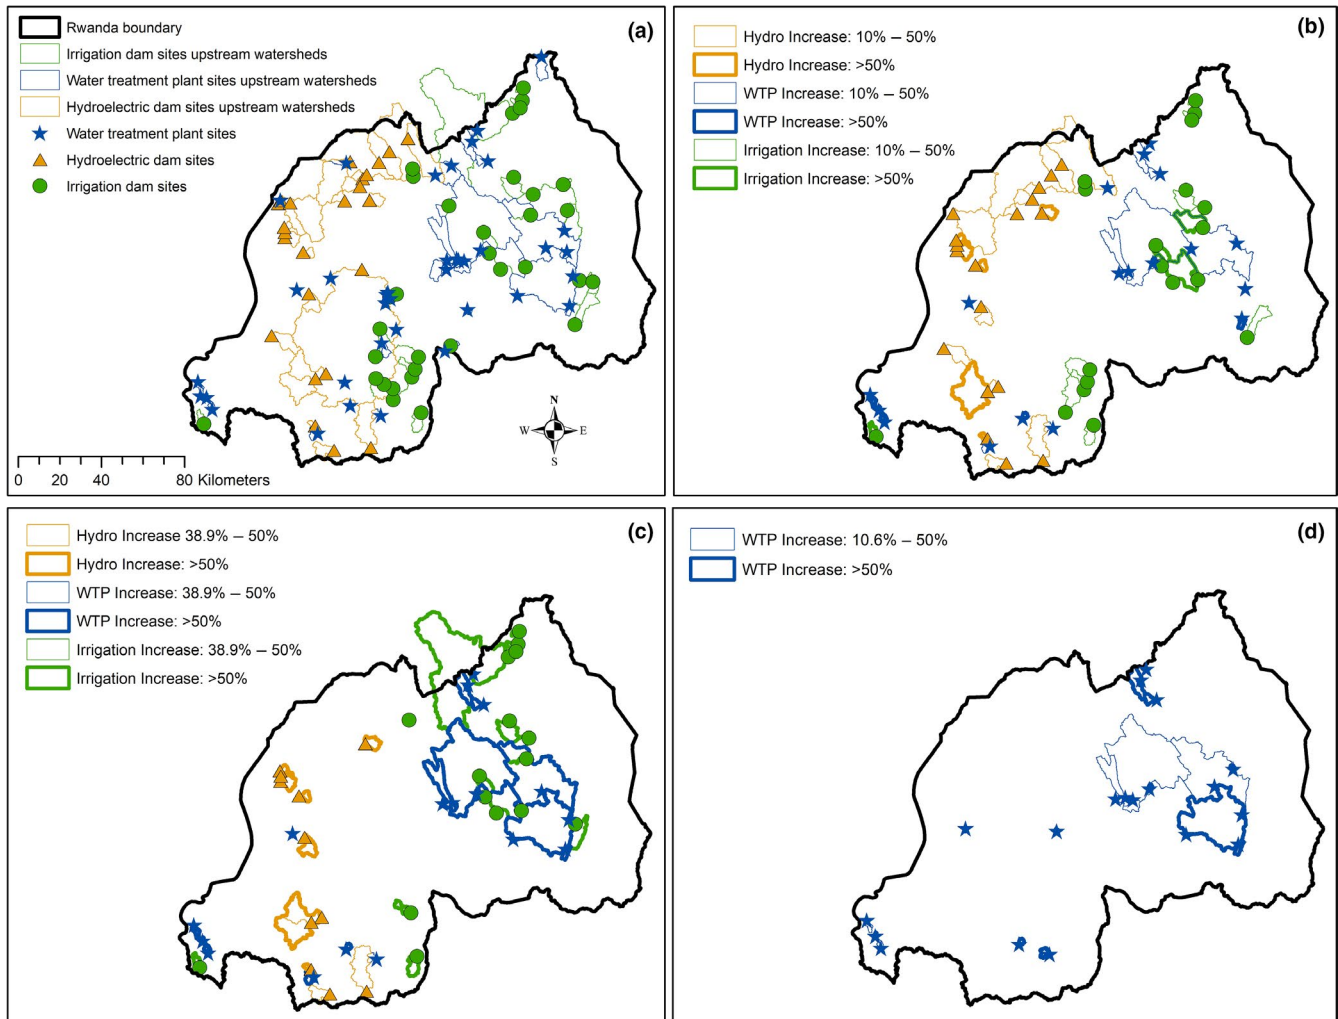 (a)
Rwanda boundary
Irrigation dam sites upstream watersheds
Water treatment plant sites upstream watersheds
Hydroelectric dam sites upstream watersheds
Water treatment plant sites
Hydroelectric dam sites
Irrigation dam sites
N
W E
S
0 20 40 80 Kilometers
(b)
Hydro Increase: 10% – 50%
Hydro Increase: >50%
WTP Increase: 10% – 50%
WTP Increase: >50%
Irrigation Increase: 10% – 50%
Irrigation Increase: >50%
(c)
Hydro Increase 38.9% – 50%
Hydro Increase: >50%
WTP Increase: 38.9% – 50%
WTP Increase: >50%
Irrigation Increase: 38.9% – 50%
Irrigation Increase: >50%
(d)
WTP Increase: 10.6% – 50%
WTP Increase: >50%